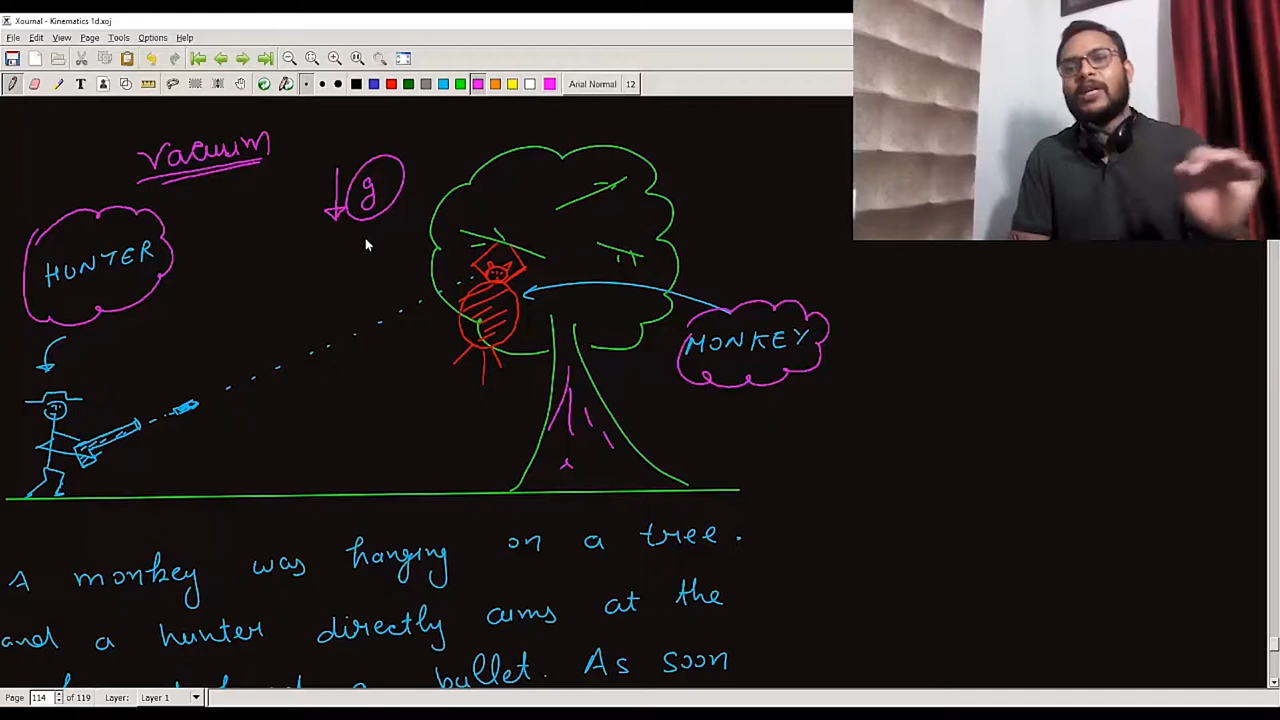 Xournal - Kinematics 1d.xoj
File Edit View Page Tools Options Help
Arial Normal 12
Vacuum
g
HUNTER
MONKEY
A monkey was hanging on a tree.
and a hunter directly aims at the
bullet. As soon
Page 114 of 119 Layer: Layer 1